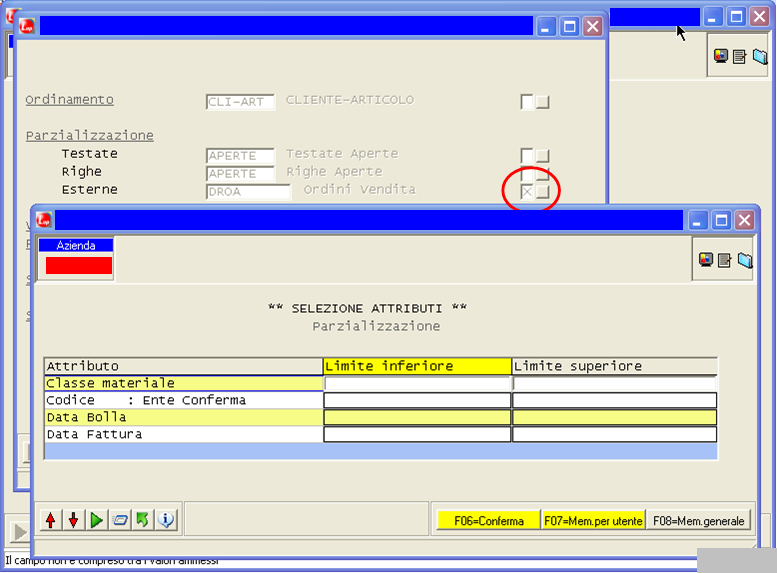 Ordinamento CLI-ART CLIENTE-ARTICOLO
Parzializzazione
Testate APERTE Testate Aperte
Righe APERTE Righe Aperte
Esterne DROA Ordini Vendita
Azienda
** SELEZIONE ATTRIBUTI **
Parzializzazione
Attributo Limite inferiore Limite superiore
Classe materiale
Codice : Ente Conferma
Data Bolla
Data Fattura
F06=Conferma F07=Mem.per utente F08=Mem.generale
Il campo non è compreso tra i valori ammessi